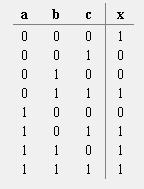 a b c x
0 0 0 1
0 0 1 0
0 1 0 0
0 1 1 1
1 0 0 0
1 0 1 1
1 1 0 1
1 1 1 1